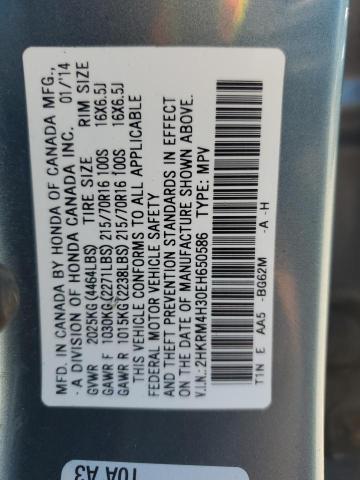 MFD. IN CANADA BY HONDA OF CANADA MFG.,
-A DIVISION OF HONDA CANADA INC. 01/'14
GVWR 2025KG(4464LBS) TIRE SIZE RIM SIZE
GAWR F 1030KG(2271LBS)215/70R16 100S 16X6.5J
GAWR R 1015KG(2238LBS)215/70R16 100S 16X6.5J
THIS VEHICLE CONFORMS TO ALL APPLICABLE
FEDERAL MOTOR VEHICLE SAFETY
AND THEFT PREVENTION STANDARDS IN EFFECT
ON THE DATE OF MANUFACTURE SHOWN ABOVE.
V.I.N.: 2HKRM4H30EH650586 TYPE: MPV
T1N E AA5 -BG62M -A -H
TOA A3